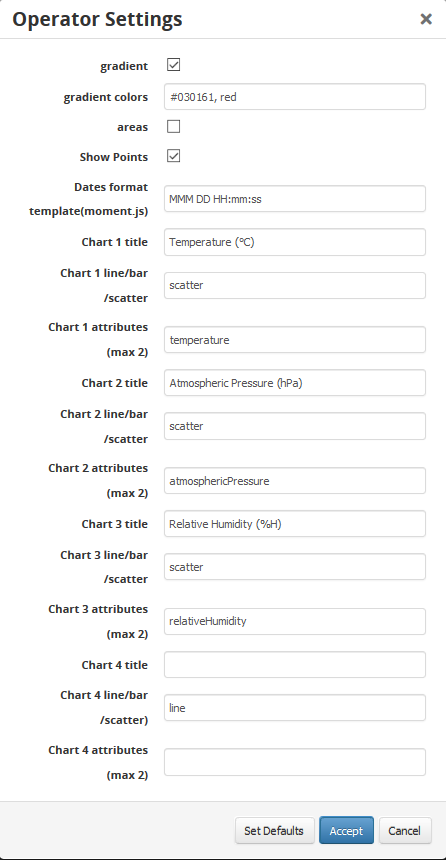 Operator Settings ×
gradient
gradient colors #030161, red
areas
Show Points
Dates format
template(moment.js) MMM DD HH:mm:ss
Chart 1 title Temperature (ºC)
Chart 1 line/bar
/scatter scatter
Chart 1 attributes
(max 2) temperature
Chart 2 title Atmospheric Pressure (hPa)
Chart 2 line/bar
/scatter scatter
Chart 2 attributes
(max 2) atmosphericPressure
Chart 3 title Relative Humidity (%H)
Chart 3 line/bar
/scatter scatter
Chart 3 attributes
(max 2) relativeHumidity
Chart 4 title
Chart 4 line/bar
/scatter) line
Chart 4 attributes
(max 2)
Set Defaults Accept Cancel